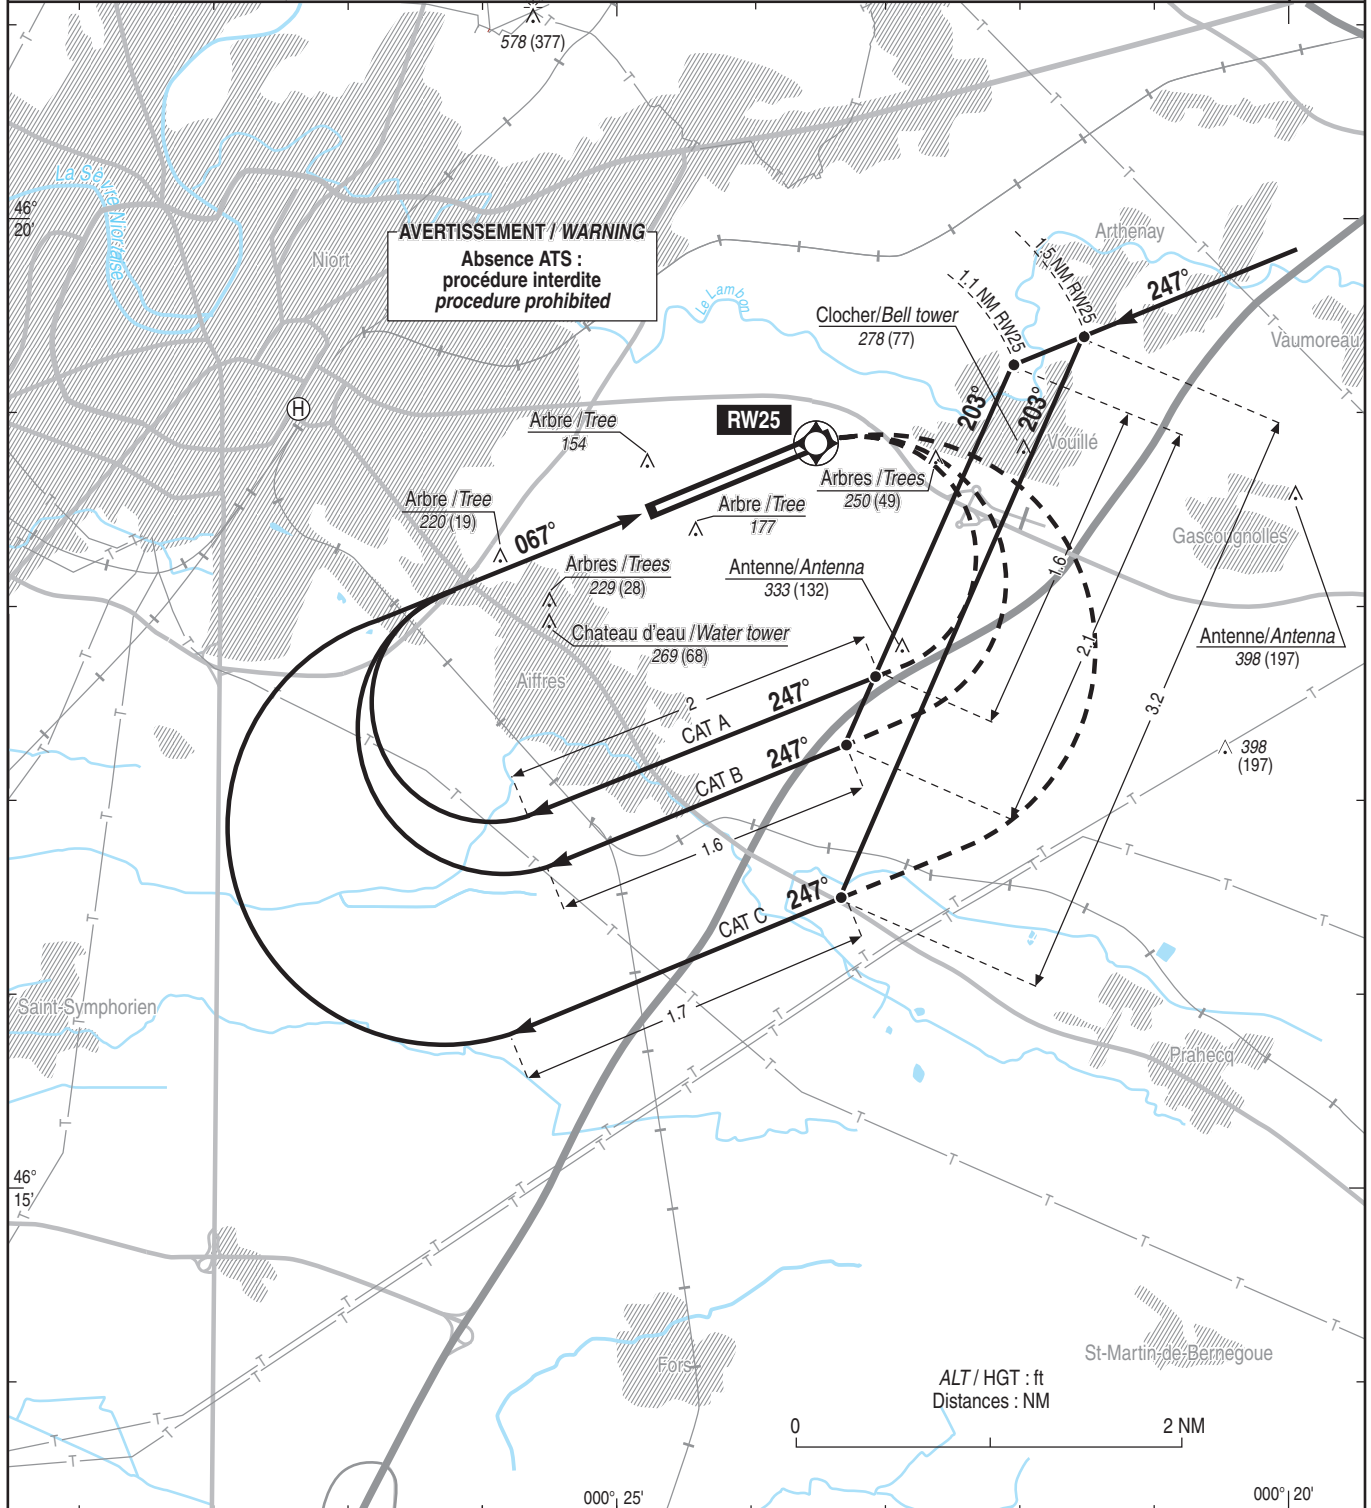 578 (377)
La Sèvre Niortaise
46°
20'
AVERTISSEMENT / WARNING
Absence ATS :
procédure interdite
procedure prohibited
Niort
Arthenay
1.5 NM RW25
1.1 NM RW25
247°
Le Lambon
Clocher/Bell tower
278 (77)
Vaumoreau
H
203°
203°
Arbre /Tree
154
RW25
Vouillé
Arbres /Trees
250 (49)
Arbre /Tree
220 (19)
Arbre /Tree
177
067°
Gascougnolles
Arbres /Trees
229 (28)
Antenne/Antenna
333 (132)
1.6
Chateau d'eau /Water tower
269 (68)
Antenne/Antenna
398 (197)
2.1
Aiffres
2
CAT A
247°
3.2
CAT B
247°
398
(197)
1.6
CAT C
247°
Saint-Symphorien
1.7
Prahecq
46°
15'
Fors
St-Martin-de-Bernegoue
ALT / HGT : ft
Distances : NM
0
2 NM
000° 25'
000° 20'